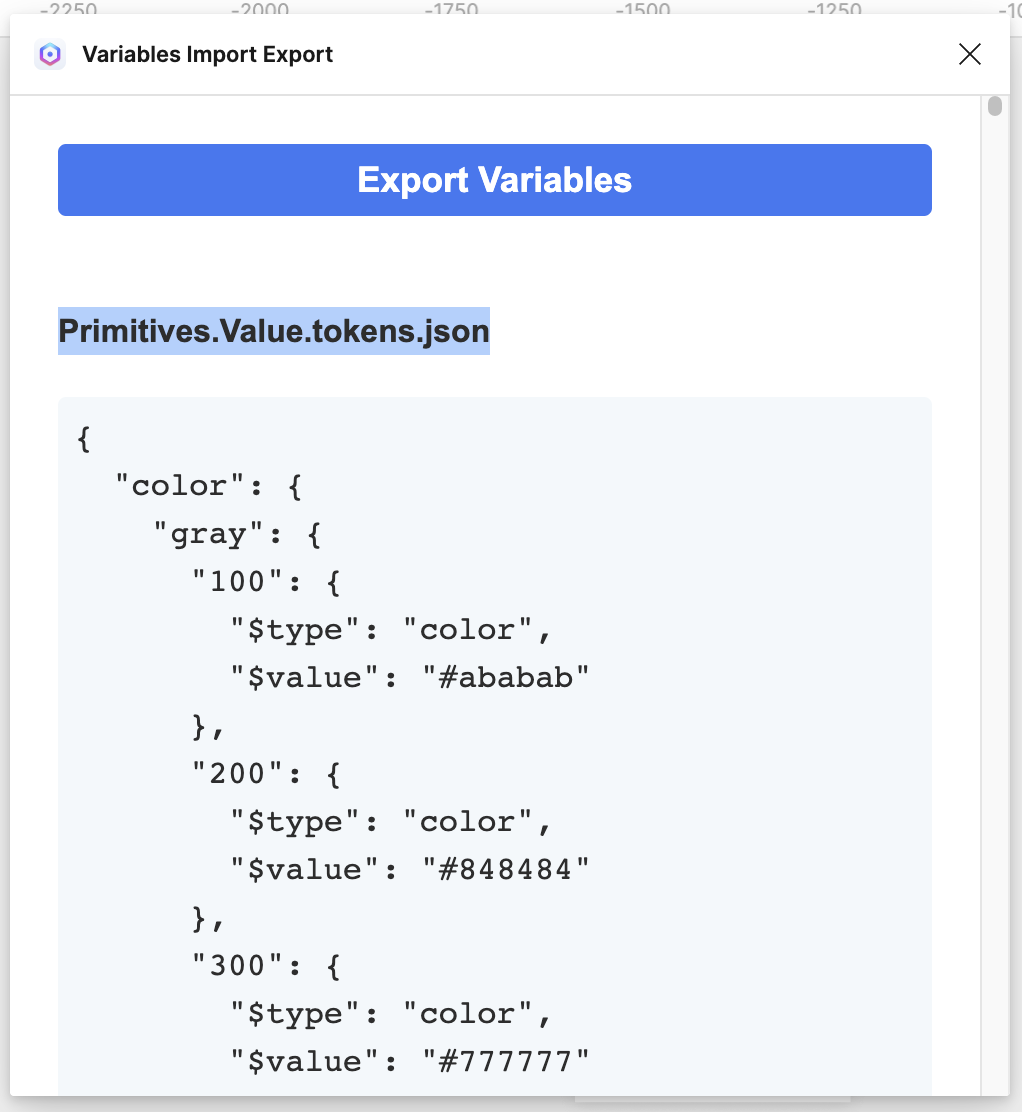 -2250 -2000 -1750 -1500 -1250
Variables Import Export
Export Variables
Primitives.Value.tokens.json
{
  "color": {
    "gray": {
      "100": {
        "$type": "color",
        "$value": "#ababab"
      },
      "200": {
        "$type": "color",
        "$value": "#848484"
      },
      "300": {
        "$type": "color",
        "$value": "#777777"